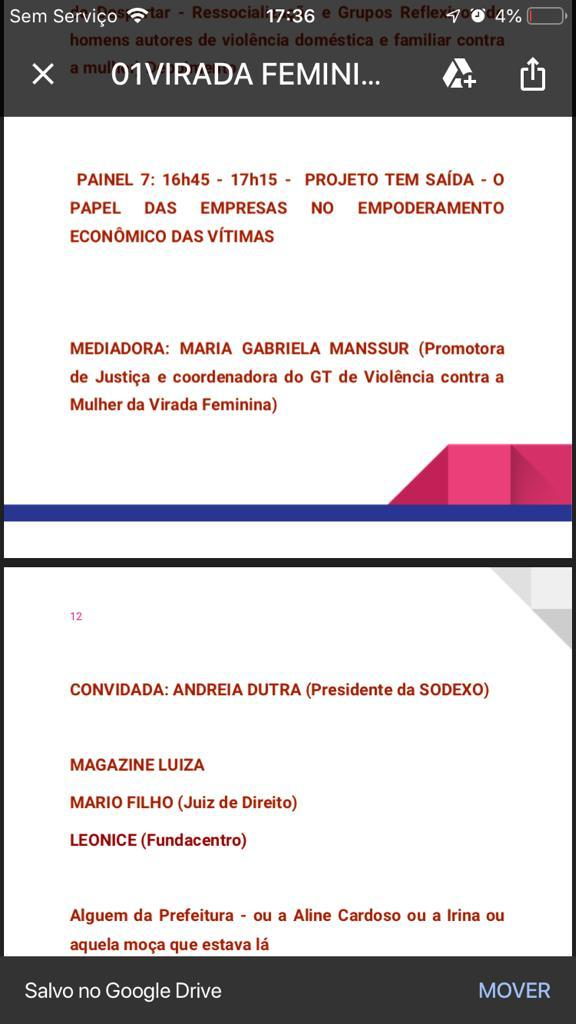 Sem Serviço 17:36 4%
homens autores de violência doméstica e familiar contra
01VIRADA FEMINI...
PAINEL 7: 16h45 - 17h15 - PROJETO TEM SAÍDA - O
PAPEL DAS EMPRESAS NO EMPODERAMENTO
ECONÔMICO DAS VÍTIMAS
MEDIADORA: MARIA GABRIELA MANSSUR (Promotora
de Justiça e coordenadora do GT de Violência contra a
Mulher da Virada Feminina)
12
CONVIDADA: ANDREIA DUTRA (Presidente da SODEXO)
MAGAZINE LUIZA
MARIO FILHO (Juiz de Direito)
LEONICE (Fundacentro)
Alguem da Prefeitura - ou a Aline Cardoso ou a Irina ou
aquela moça que estava lá
Salvo no Google Drive MOVER